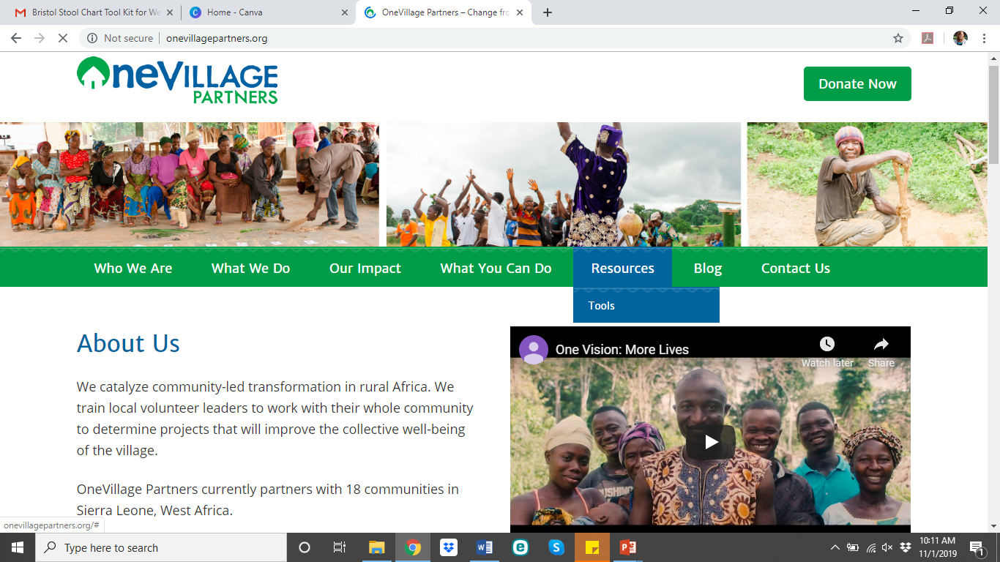 Bristol Stool Chart Tool Kit for We
Home - Canva
OneVillage Partners – Change fro
Not secure
onevillagepartners.org
OneVILLAGE
PARTNERS
Donate Now
Who We Are
What We Do
Our Impact
What You Can Do
Resources
Blog
Contact Us
Tools
About Us
We catalyze community-led transformation in rural Africa. We
train local volunteer leaders to work with their whole community
to determine projects that will improve the collective well-being
of the village.
OneVillage Partners currently partners with 18 communities in
Sierra Leone, West Africa.
One Vision: More Lives
Watch later
Share
PUSHING
onevillagepartners.org/#
Type here to search
10:11 AM
11/1/2019
1